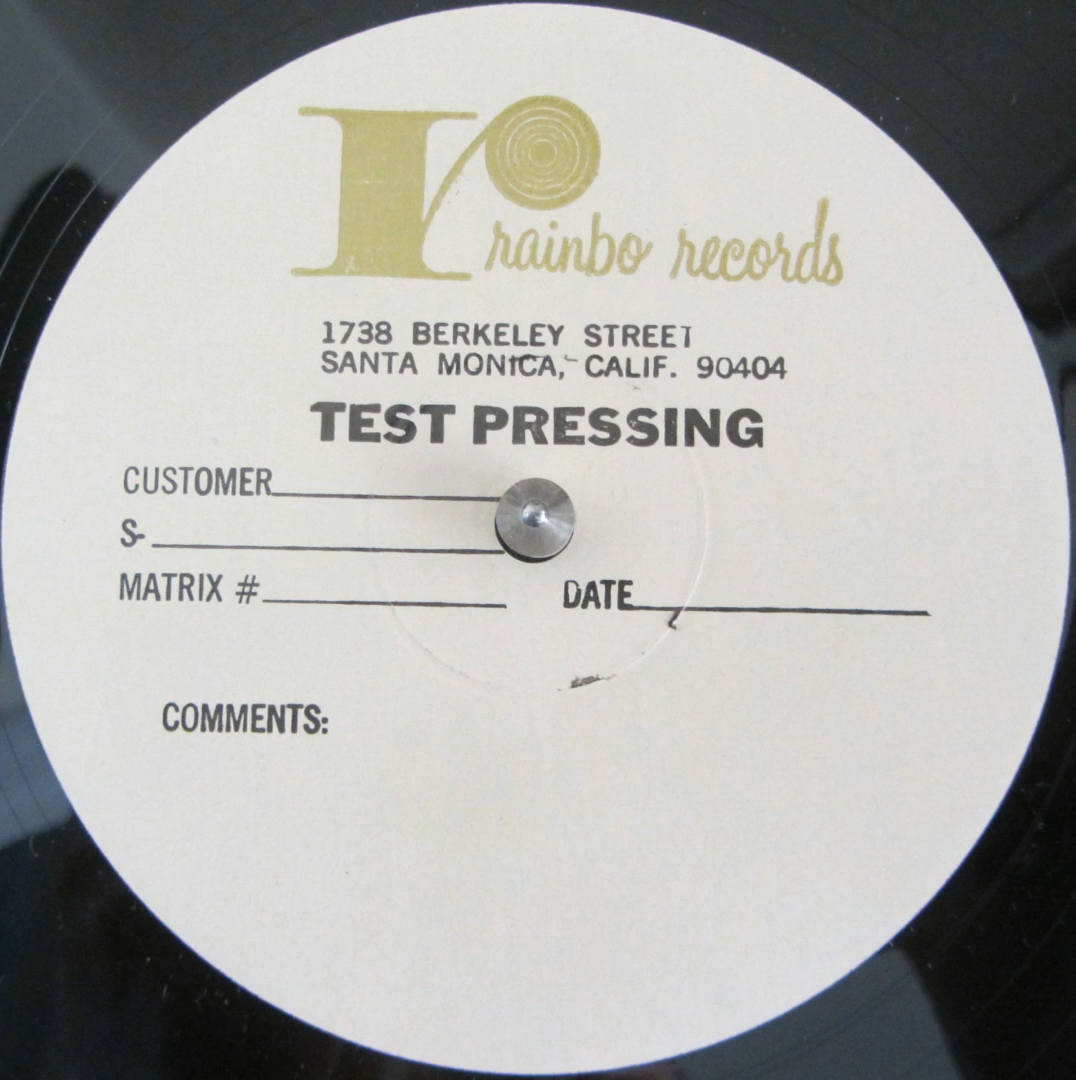 rainbo records
1738 BERKELEY STREET
SANTA MONICA, CALIF. 90404
TEST PRESSING
CUSTOMER
S-
MATRIX # DATE
COMMENTS: